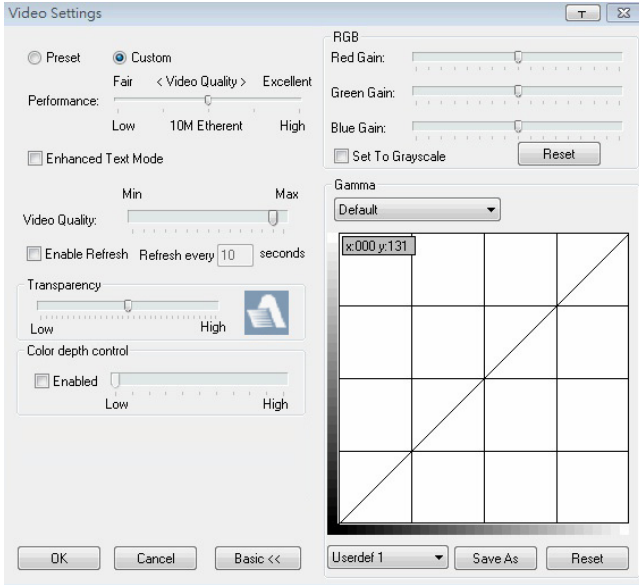 Video Settings
T
Preset
Custom
Fair < Video Quality > Excellent
Performance:
Low 10M Etherent High
Enhanced Text Mode
Min Max
Video Quality:
Enable Refresh Refresh every 10 seconds
Transparency
Low High
Color depth control
Enabled
Low High
OK Cancel Basic <<
RGB
Red Gain:
Green Gain:
Blue Gain:
Set To Grayscale Reset
Gamma
Default
x:000 y:131
Userdef 1 Save As Reset